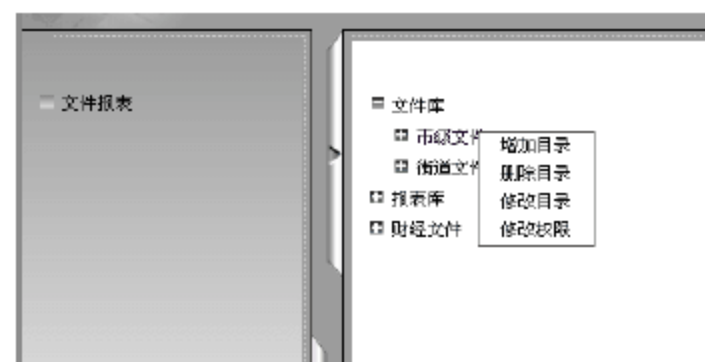 文件报表
文件库
市级文件
街道文件
报表库
财经文件
增加目录
删除目录
修改目录
修改权限